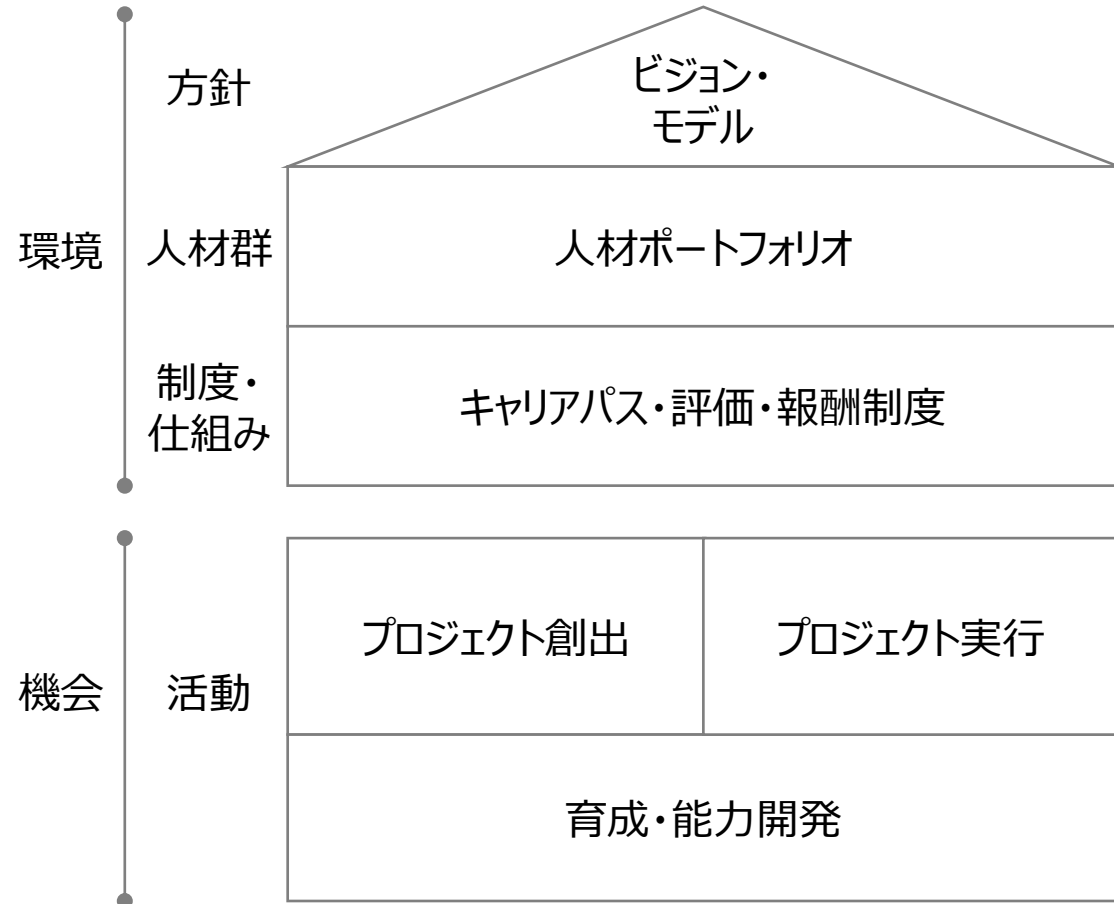 方針
ビジョン・
モデル
環境
人材群
人材ポートフォリオ
制度・
仕組み
キャリアパス・評価・報酬制度
機会
活動
プロジェクト創出
プロジェクト実行
育成・能力開発